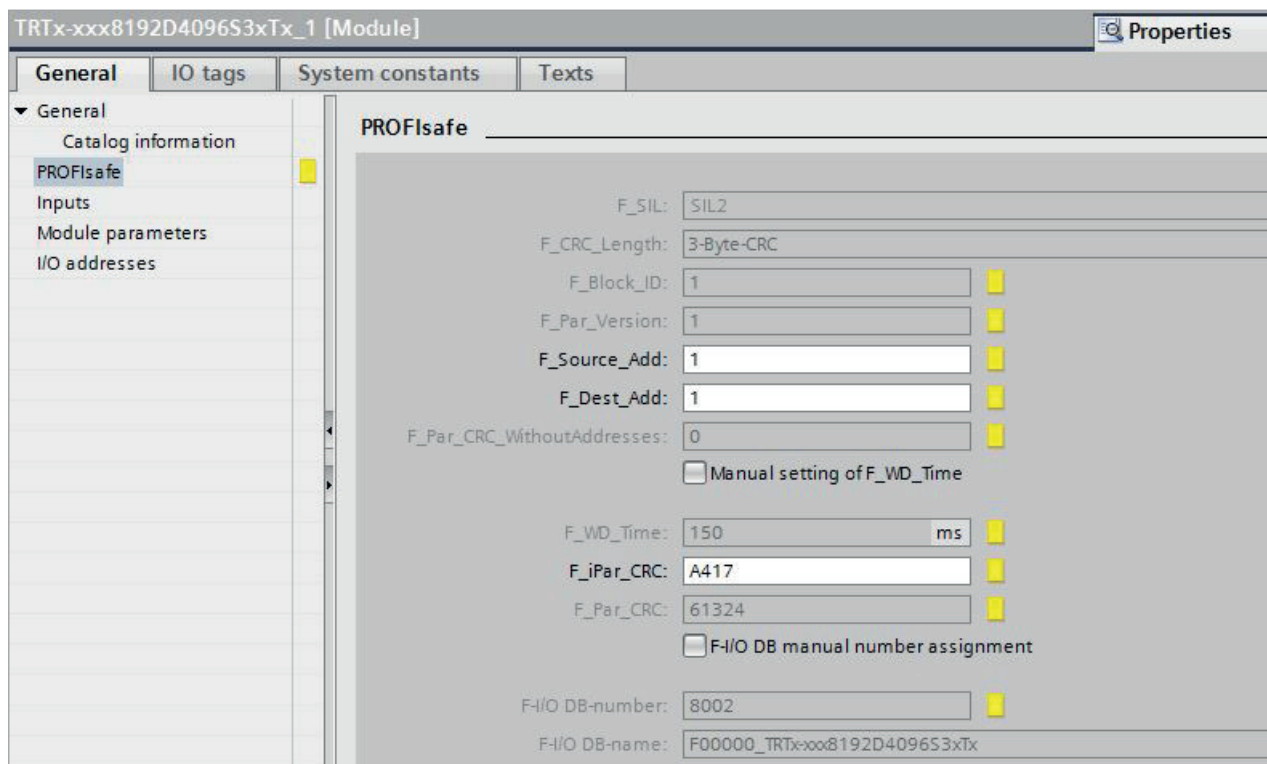 TRTx-xxx8192D4096S3xTx_1 [Module]
Properties
General IO tags System constants Texts
General
Catalog information
PROFIsafe
Inputs
Module parameters
I/O addresses
PROFIsafe
F_SIL: SIL2
F_CRC_Length: 3-Byte-CRC
F_Block_ID: 1
F_Par_Version: 1
F_Source_Add: 1
F_Dest_Add: 1
F_Par_CRC_WithoutAddresses: 0
Manual setting of F_WD_Time
F_WD_Time: 150 ms
F_iPar_CRC: A417
F_Par_CRC: 61324
F-I/O DB manual number assignment
F-I/O DB-number: 8002
F-I/O DB-name: F00000_TRTx-xxx8192D4096S3xTx